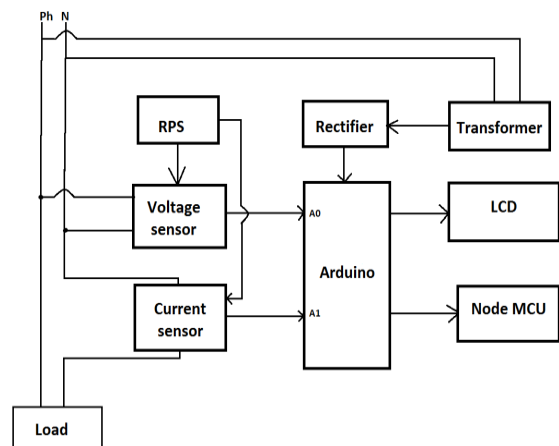 Ph N
RPS
Rectifier
Transformer
Voltage
sensor
A0
LCD
Arduino
Current
sensor
A1
Node MCU
Load